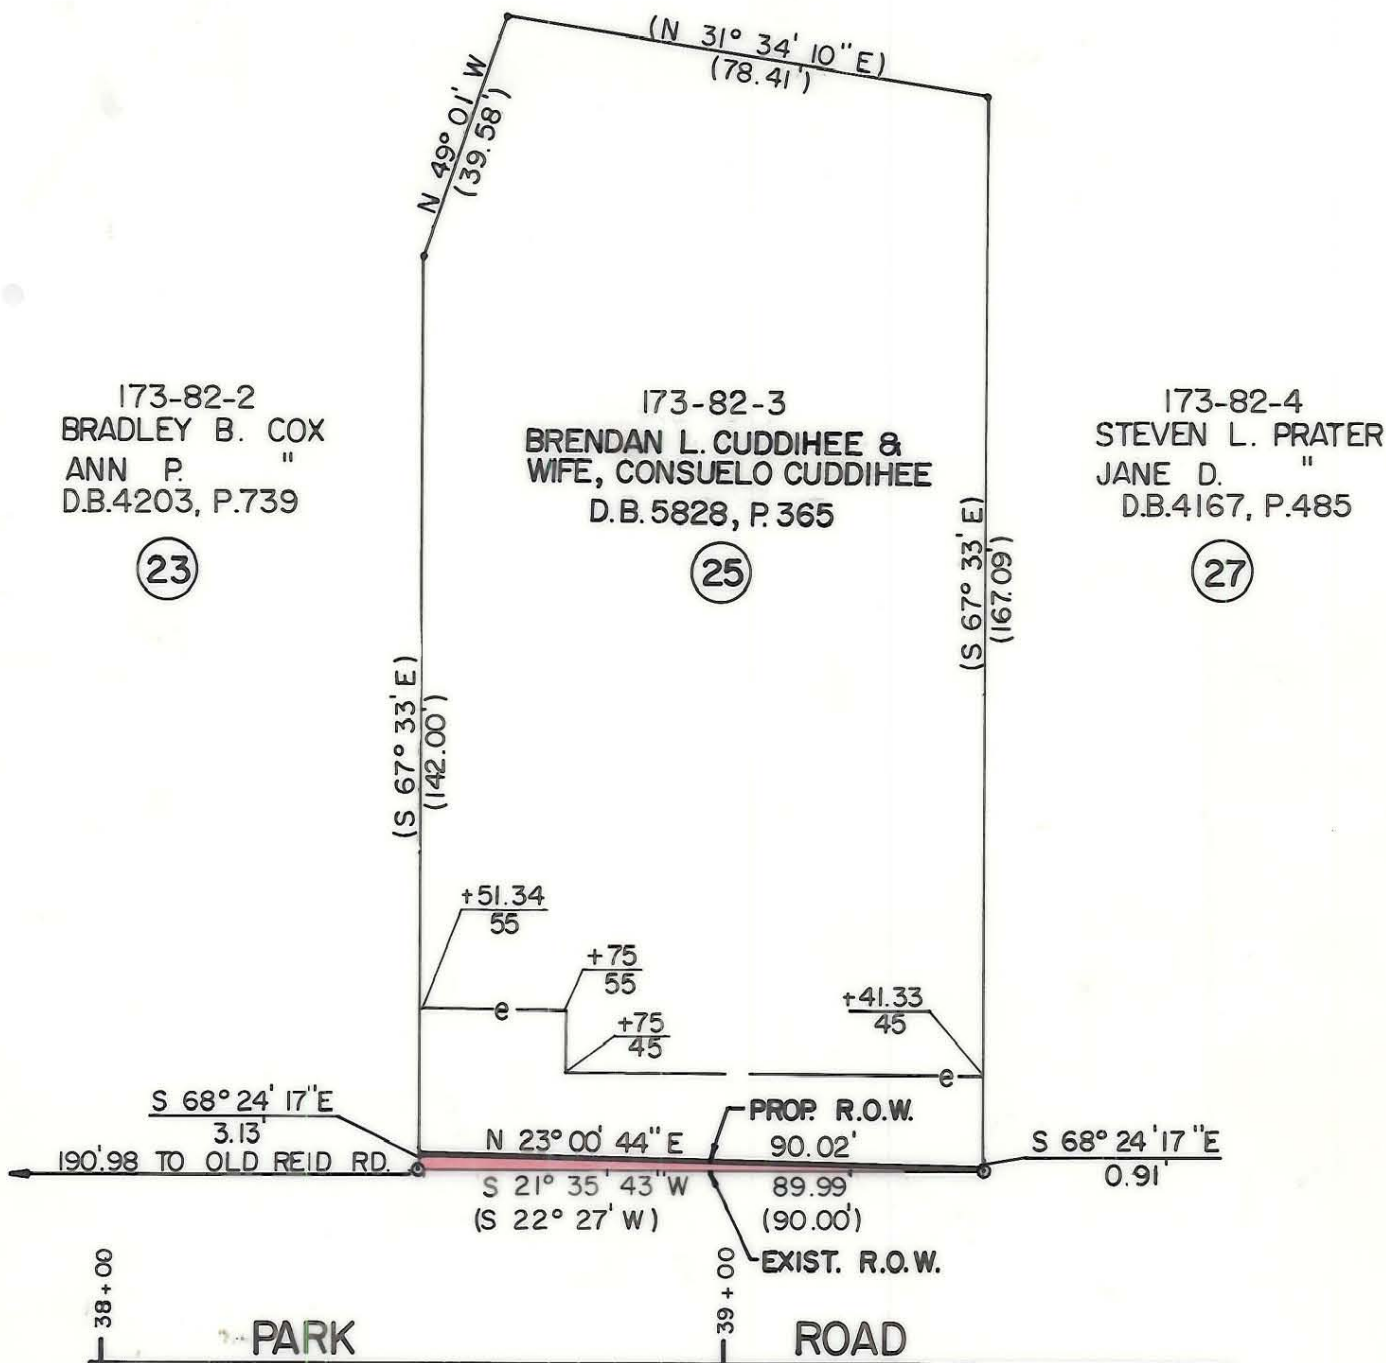 (N 31° 34' 10"E)
(78.41')
N 49° 01' W
(39.58')
173-82-2
BRADLEY B. COX
ANN P. "
D.B.4203, P.739
23
173-82-3
BRENDAN L. CUDDIHEE &
WIFE, CONSUELO CUDDIHEE
D.B. 5828, P. 365
25
173-82-4
STEVEN L. PRATER
JANE D. "
D.B.4167, P.485
27
(S 67° 33' E)
(167.09')
(S 67° 33' E)
(142.00')
+51.34
55
+75
55
+75
45
+41.33
45
e
e
S 68° 24' 17"E
3.13'
190'.98 TO OLD REID RD.
PROP. R.O.W.
N 23° 00' 44" E 90.02'
S 68° 24' 17 "E
0.91'
S 21° 35' 43" W 89.99'
(S 22° 27' W) (90.00')
EXIST. R.O.W.
38 + 00
39 + 00
PARK ROAD